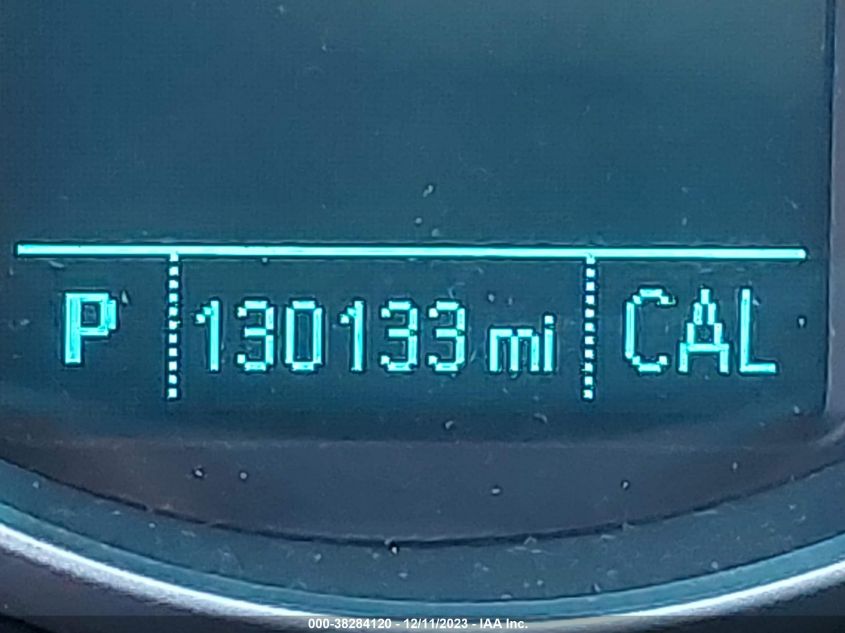 P 130133 mi CAL
000-38284120 - 12/11/2023 - IAA Inc.